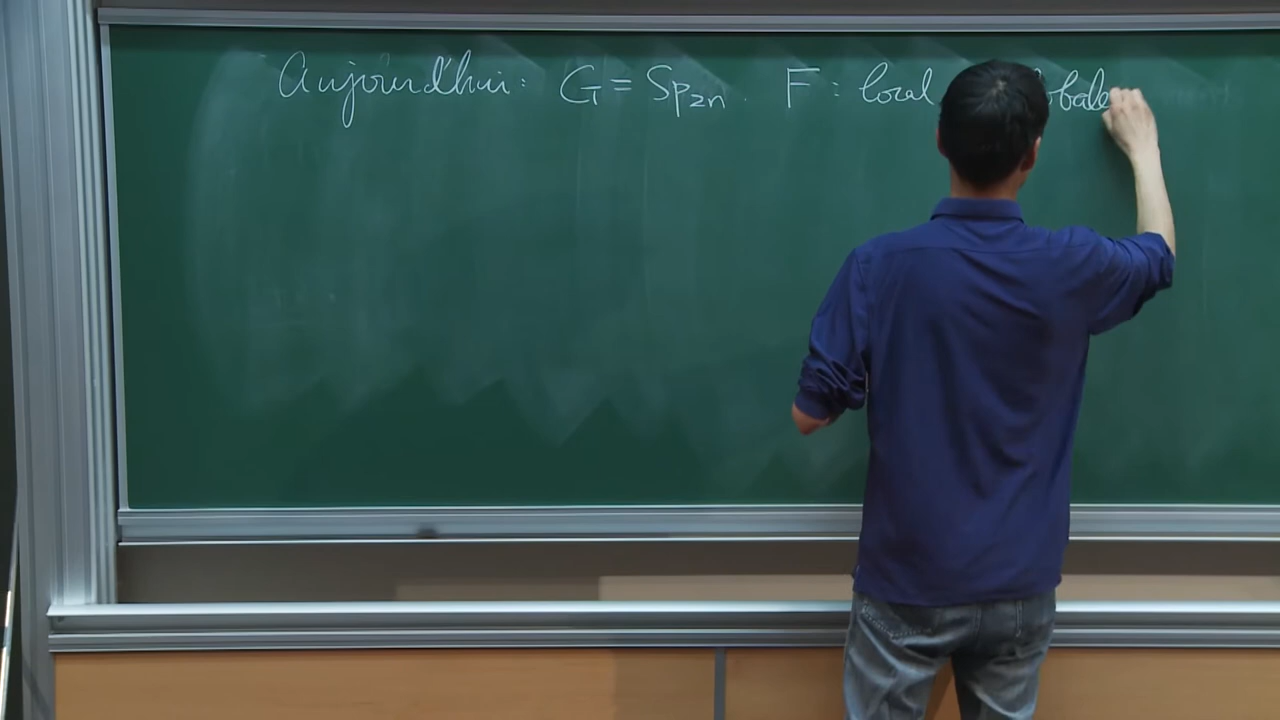 Aujourd'hui: G = Sp₂ₙ. F: local